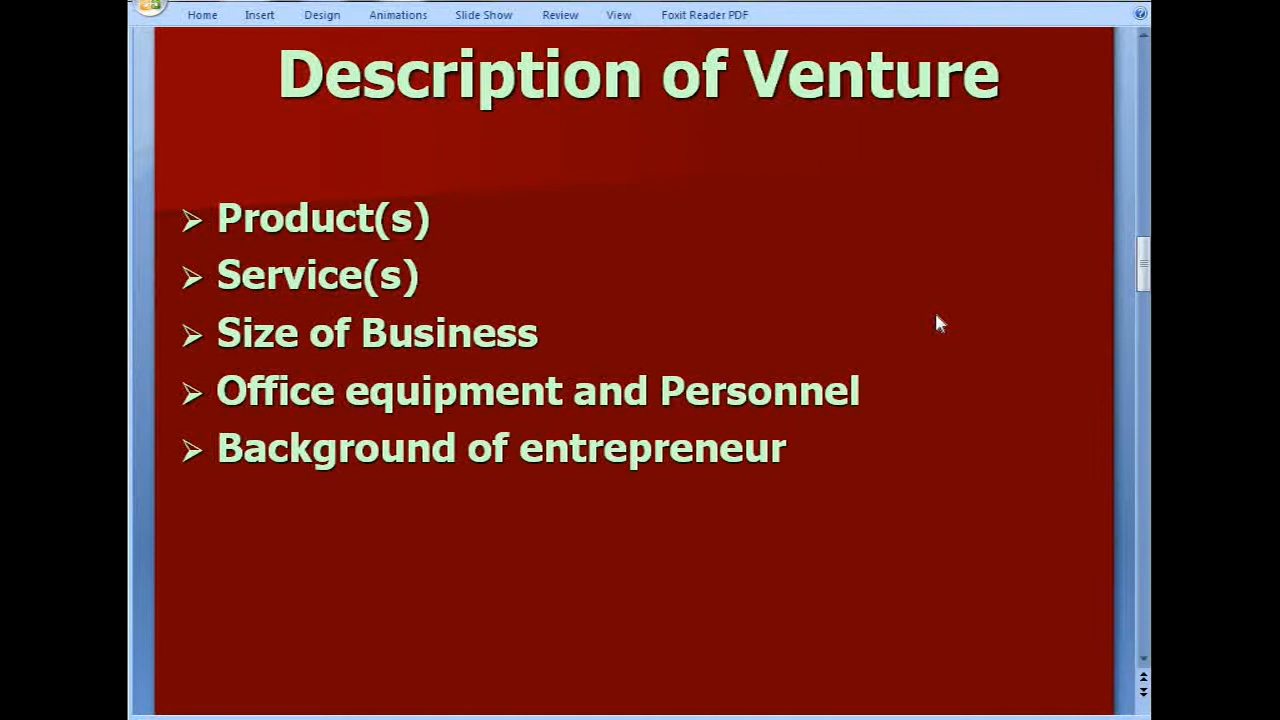 Home Insert Design Animations Slide Show Review View Foxit Reader PDF
Description of Venture
Product(s)
Service(s)
Size of Business
Office equipment and Personnel
Background of entrepreneur